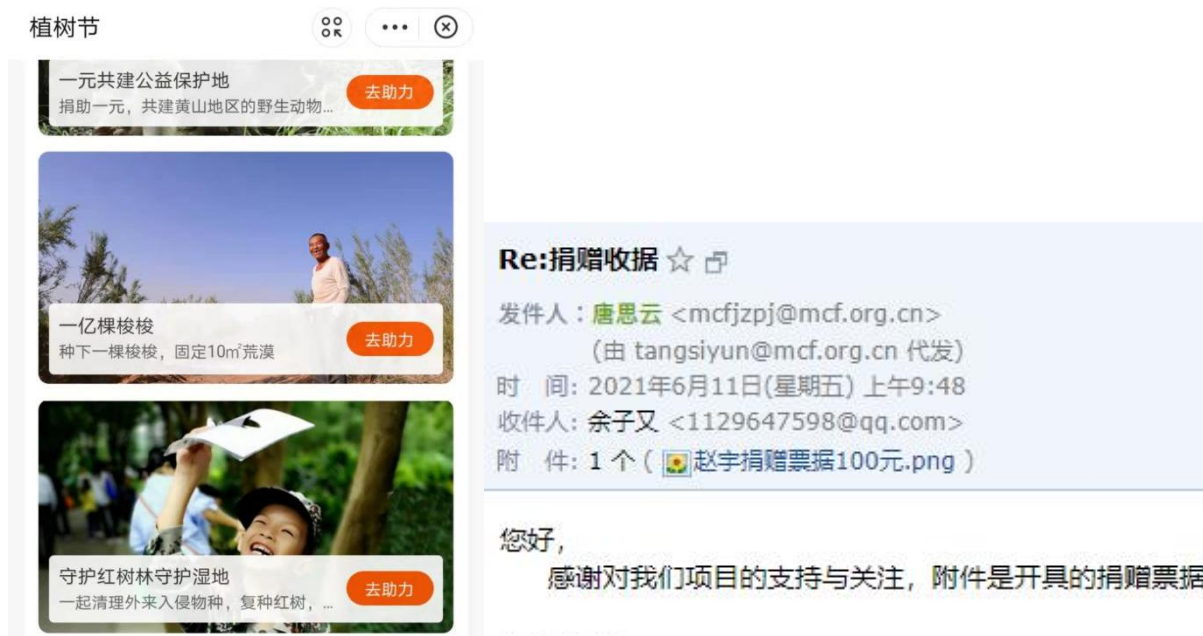 植树节
一元共建公益保护地
捐助一元，共建黄山地区的野生动物...
去助力
一亿棵梭梭
种下一棵梭梭，固定10㎡荒漠
去助力
守护红树林守护湿地
一起清理外来入侵物种，复种红树，...
去助力
Re:捐赠收据
发件人：唐思云 <mcfjzpj@mcf.org.cn>
(由 tangsiyun@mcf.org.cn 代发)
时 间: 2021年6月11日(星期五) 上午9:48
收件人: 余子又 <1129647598@qq.com>
附 件: 1 个 ( 赵宇捐赠票据100元.png )
您好,
感谢对我们项目的支持与关注，附件是开具的捐赠票据